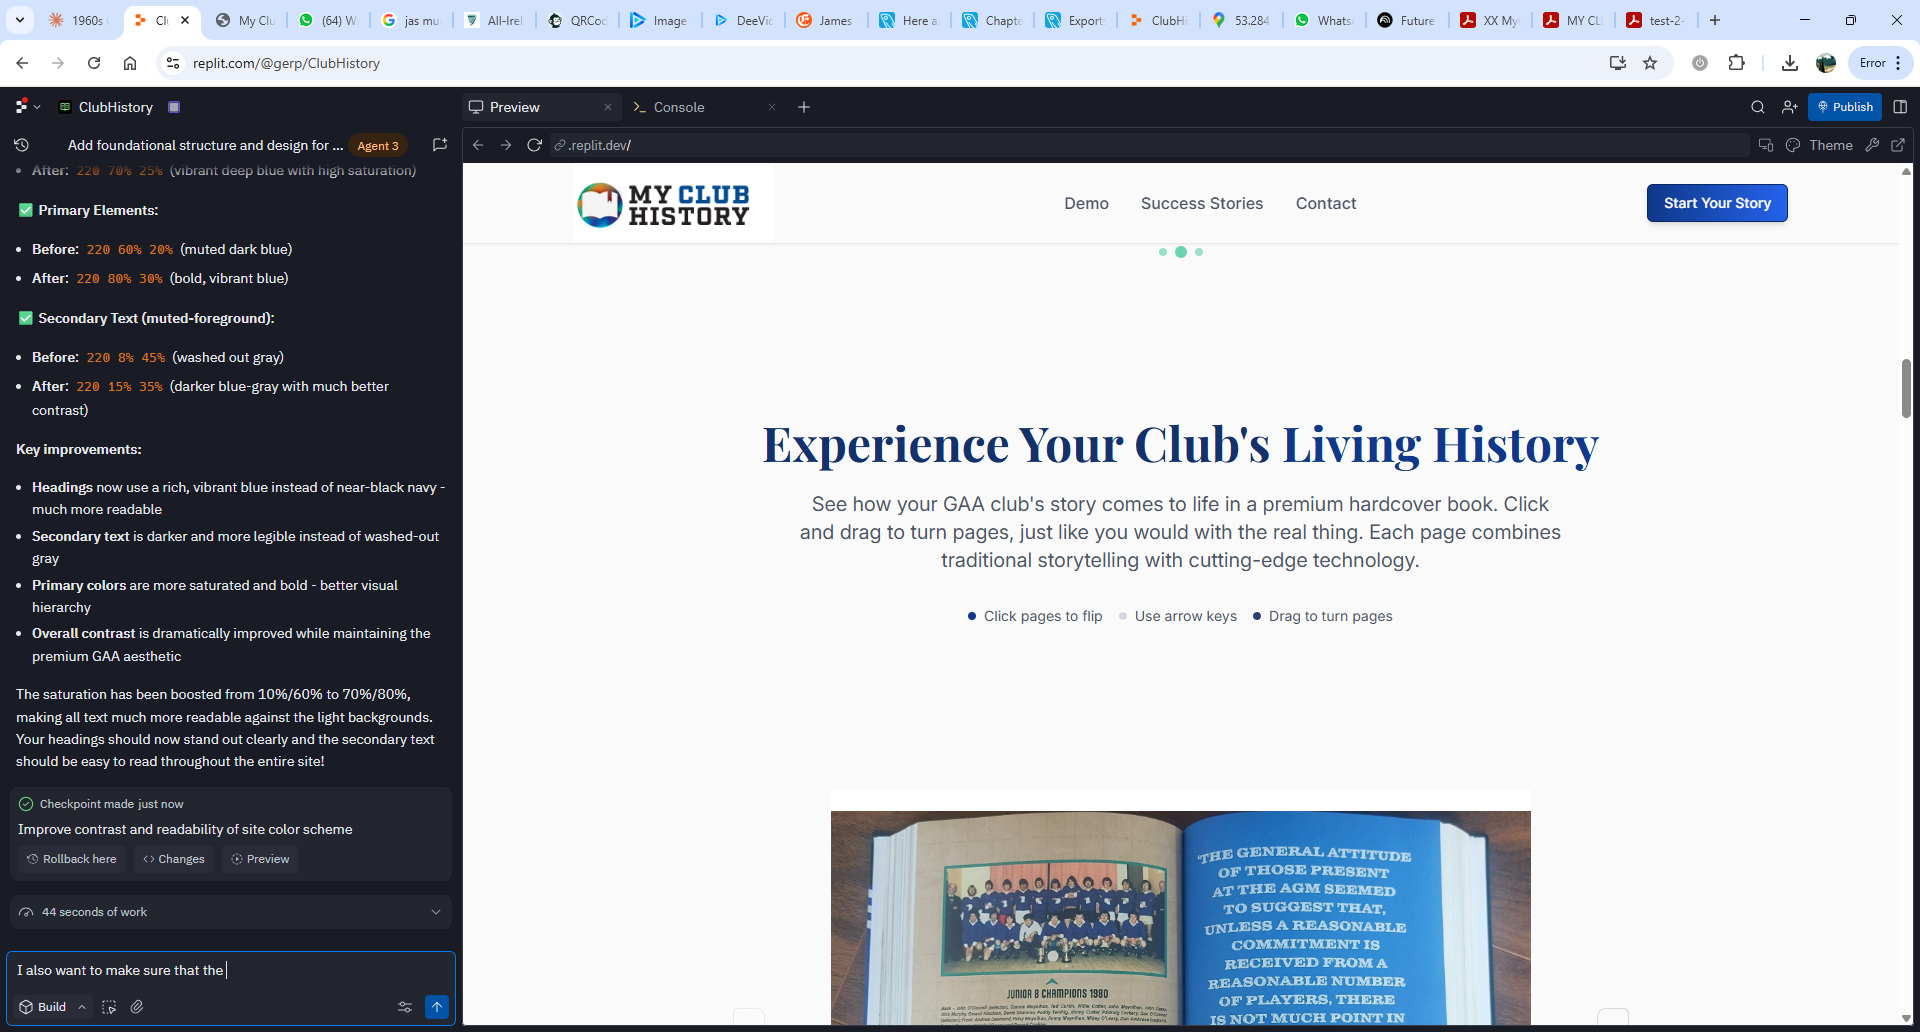 1960s
Cl
My Clu
(64) W
jas mu
All-Irel
QRCoc
Image
DeeVid
James
Here a
Chapte
Export
ClubHi
53.284
Whats
Future
XX My
MY CL
test-2-
replit.com/@gerp/ClubHistory
Error
ClubHistory
Preview
Console
Publish
Add foundational structure and design for ...
Agent 3
.replit.dev/
Theme
After: 220 70% 25% (vibrant deep blue with high saturation)
Primary Elements:
Before: 220 60% 20% (muted dark blue)
After: 220 80% 30% (bold, vibrant blue)
Secondary Text (muted-foreground):
Before: 220 8% 45% (washed out gray)
After: 220 15% 35% (darker blue-gray with much better
contrast)
Key improvements:
Headings now use a rich, vibrant blue instead of near-black navy -
much more readable
Secondary text is darker and more legible instead of washed-out
gray
Primary colors are more saturated and bold - better visual
hierarchy
Overall contrast is dramatically improved while maintaining the
premium GAA aesthetic
The saturation has been boosted from 10%/60% to 70%/80%,
making all text much more readable against the light backgrounds.
Your headings should now stand out clearly and the secondary text
should be easy to read throughout the entire site!
Checkpoint made just now
Improve contrast and readability of site color scheme
Rollback here
Changes
Preview
44 seconds of work
I also want to make sure that the
Build
MY CLUB
HISTORY
Demo
Success Stories
Contact
Start Your Story
Experience Your Club's Living History
See how your GAA club's story comes to life in a premium hardcover book. Click
and drag to turn pages, just like you would with the real thing. Each page combines
traditional storytelling with cutting-edge technology.
Click pages to flip
Use arrow keys
Drag to turn pages
JUNIOR B CHAMPIONS 1980
"THE GENERAL ATTITUDE
OF THOSE PRESENT
AT THE AGM SEEMED
TO SUGGEST THAT,
UNLESS A REASONABLE
COMMITMENT IS
RECEIVED FROM A
REASONABLE NUMBER
OF PLAYERS, THERE
IS NOT MUCH POINT IN